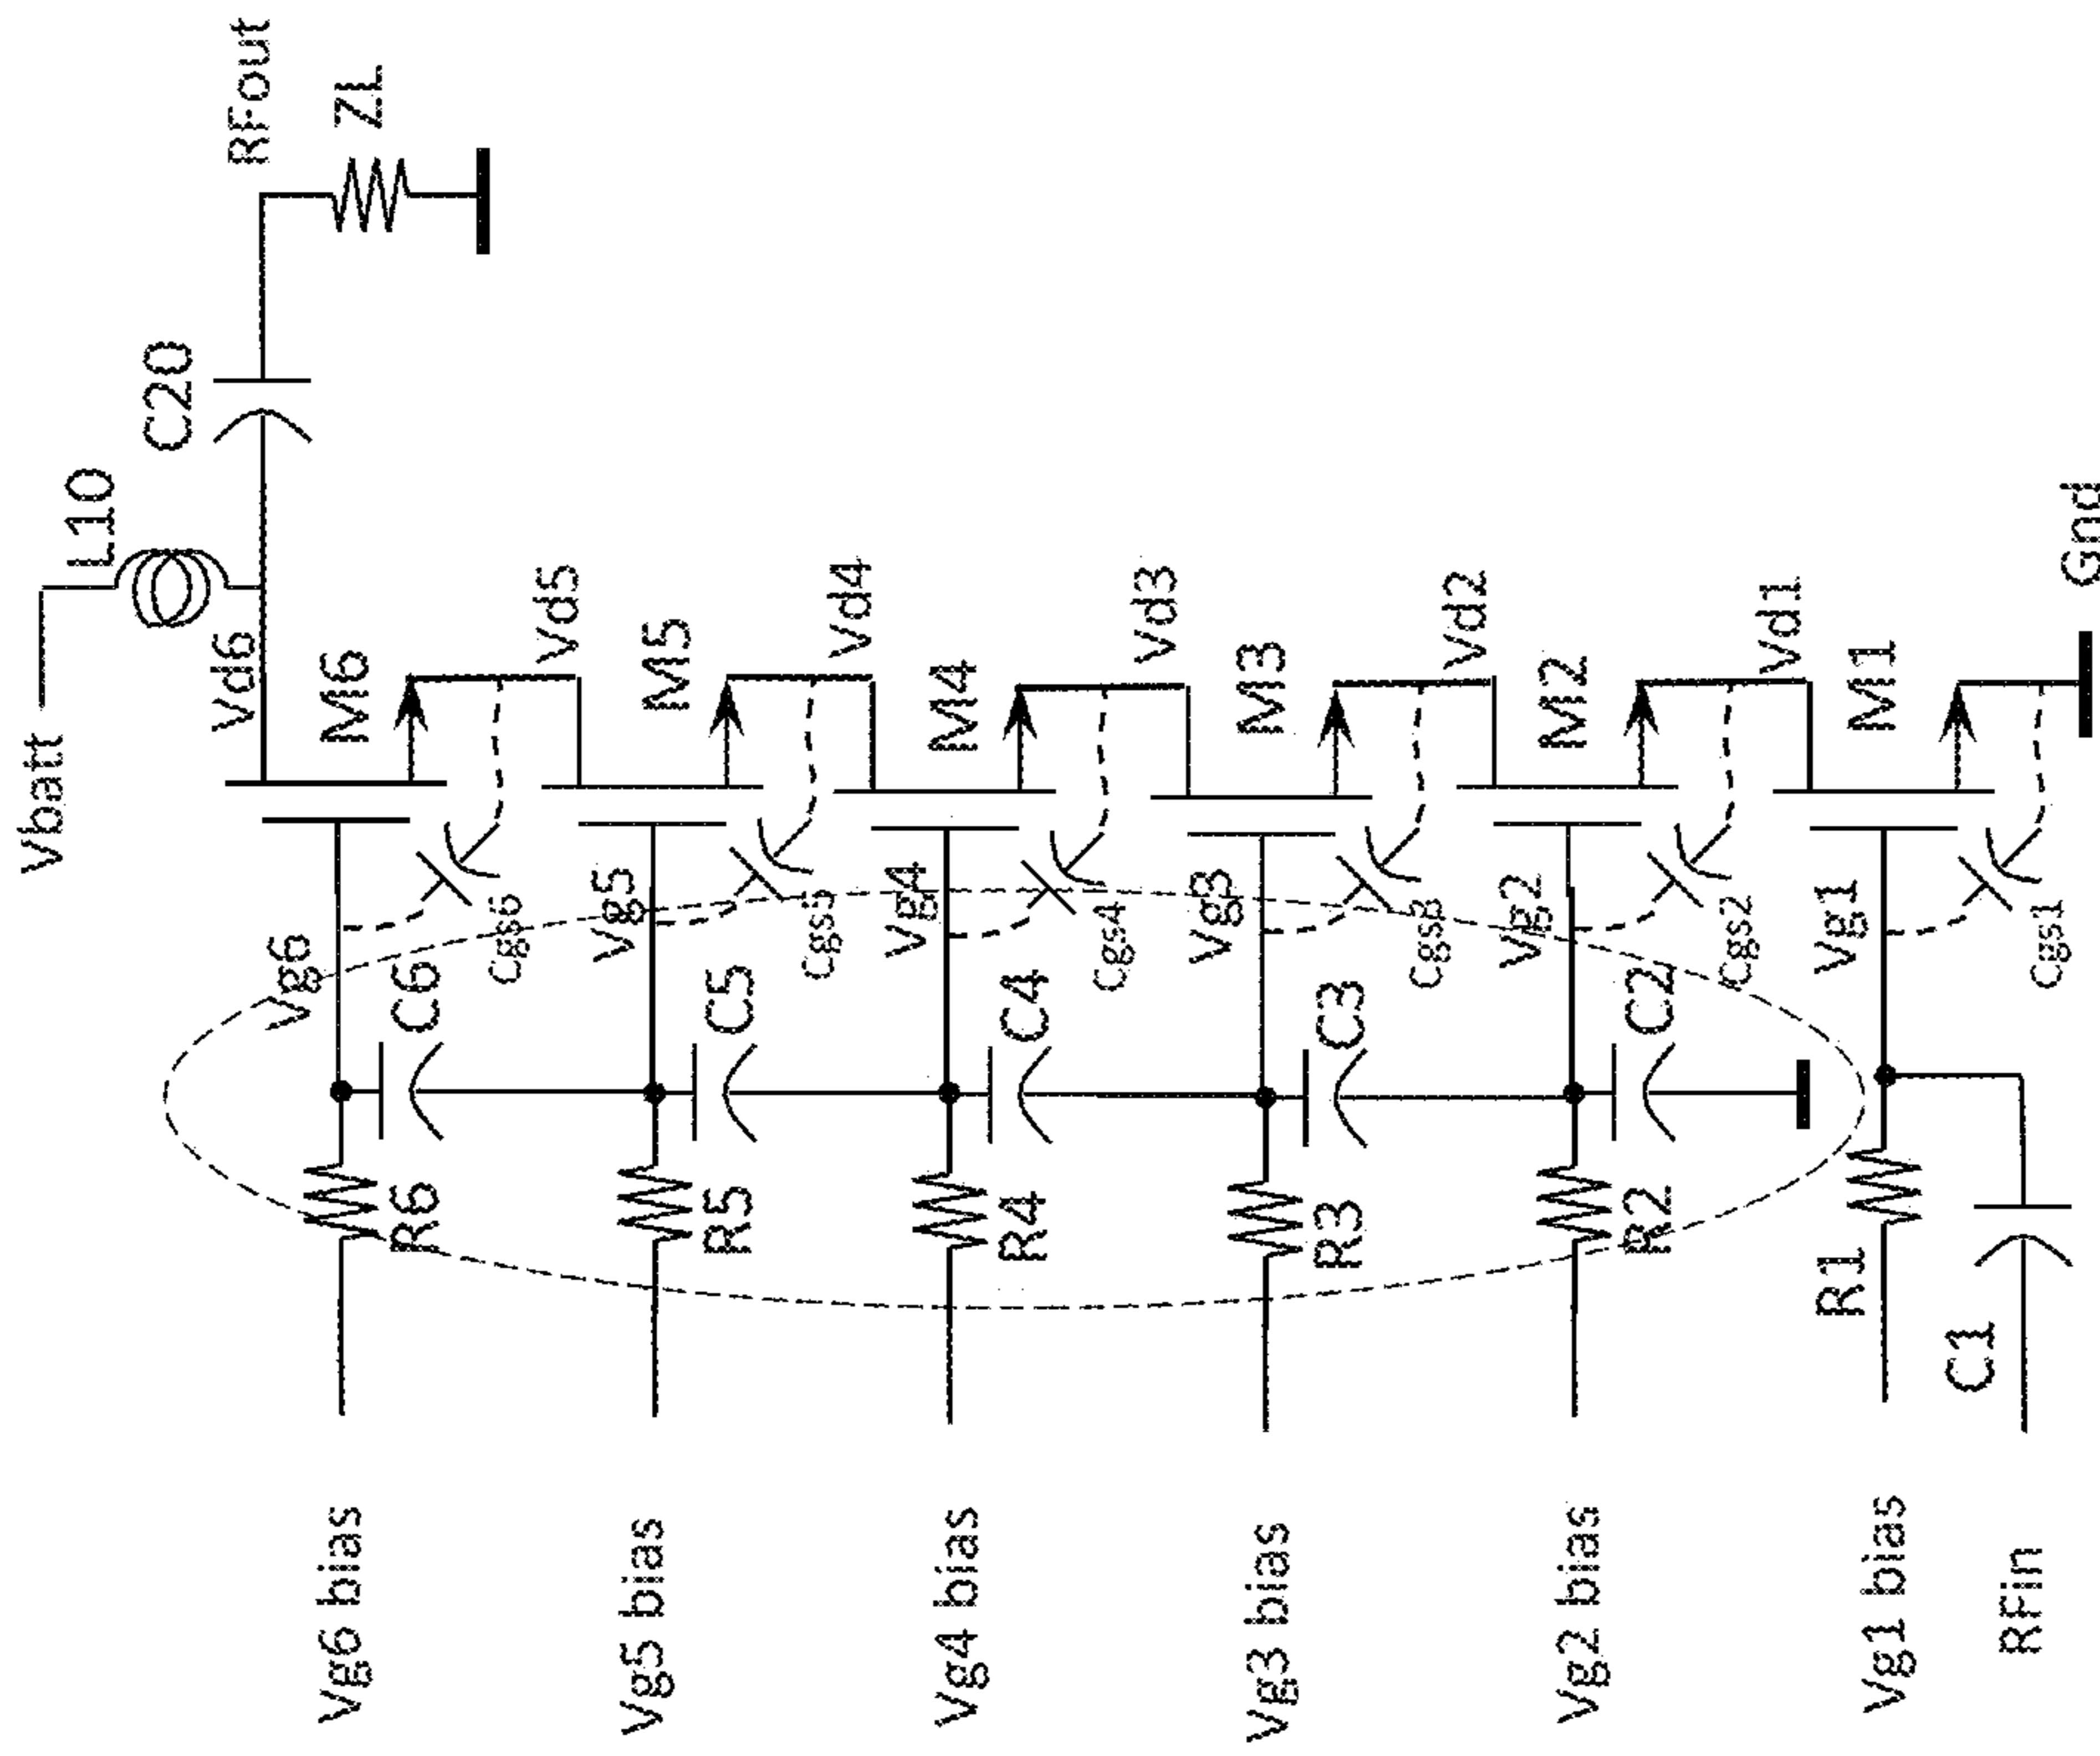 Vbatt
L10
C20
RFout
ZL
Vd6
M6
Vg6
Cgs6
C6
R6
Vg6 bias
Vd5
M5
Vg5
Cgs5
C5
R5
Vg5 bias
Vd4
M4
Vg4
Cgs4
C4
R4
Vg4 bias
Vd3
M3
Vg3
Cgs3
C3
R3
Vg3 bias
Vd2
M2
Vg2
Cgs2
C2
R2
Vg2 bias
Vd1
M1
Vg1
Cgs1
R1
Vg1 bias
C1
RFin
Gnd